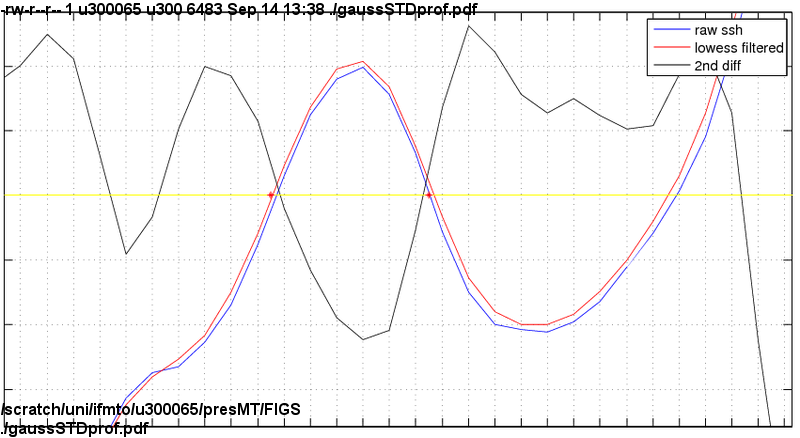 -rw-r--r-- 1 u300065 u300 6483 Sep 14 13:38 ./gaussSTDprof.pdf
raw ssh
lowess filtered
2nd diff
/scratch/uni/ifmto/u300065/presMT/FIGS
./gaussSTDprof.pdf